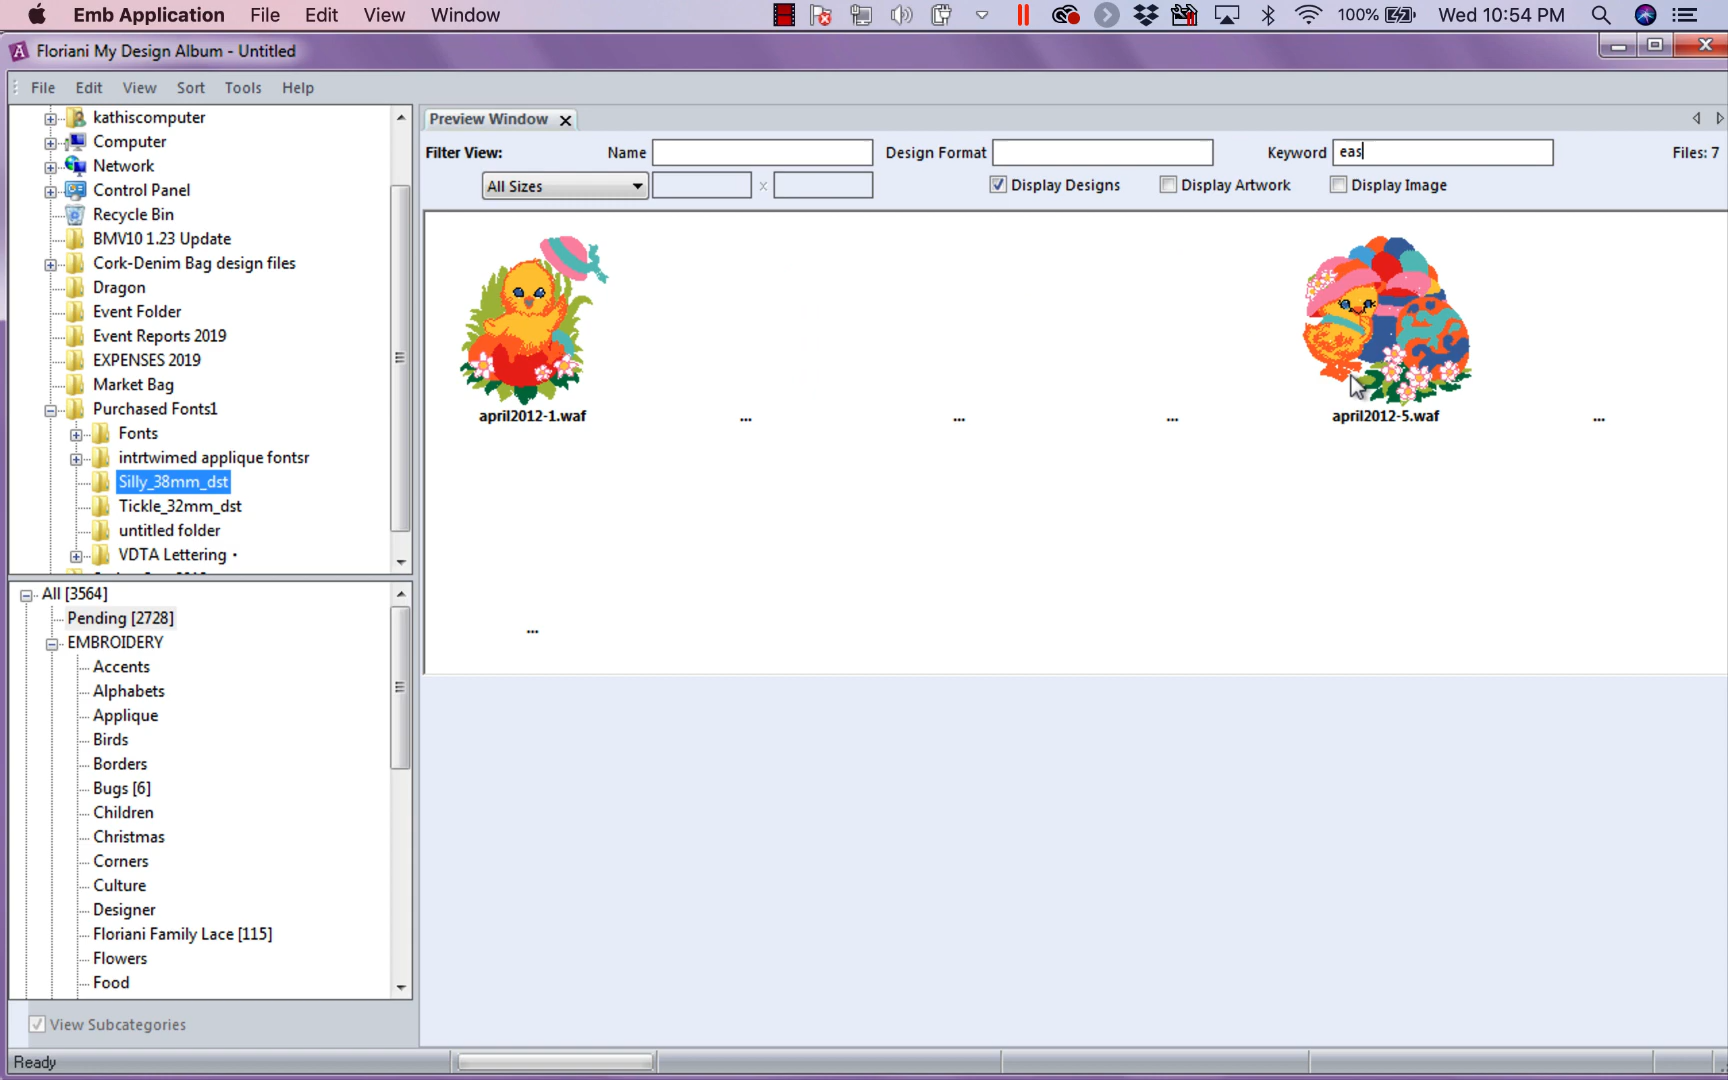 Emb Application File Edit View Window 100% Wed 10:54 PM
Floriani My Design Album - Untitled
File Edit View Sort Tools Help
kathiscomputer
Computer
Network
Control Panel
Recycle Bin
BMV10 1.23 Update
Cork-Denim Bag design files
Dragon
Event Folder
Event Reports 2019
EXPENSES 2019
Market Bag
Purchased Fonts1
Fonts
intrtwimed applique fontsr
Silly_38mm_dst
Tickle_32mm_dst
untitled folder
VDTA Lettering •
All [3564]
Pending [2728]
EMBROIDERY
Accents
Alphabets
Applique
Birds
Borders
Bugs [6]
Children
Christmas
Corners
Culture
Designer
Floriani Family Lace [115]
Flowers
Food
View Subcategories
Ready
Preview Window
Filter View: Name Design Format Keyword eas Files: 7
All Sizes x Display Designs Display Artwork Display Image
april2012-1.waf ... ... ... april2012-5.waf ...
...